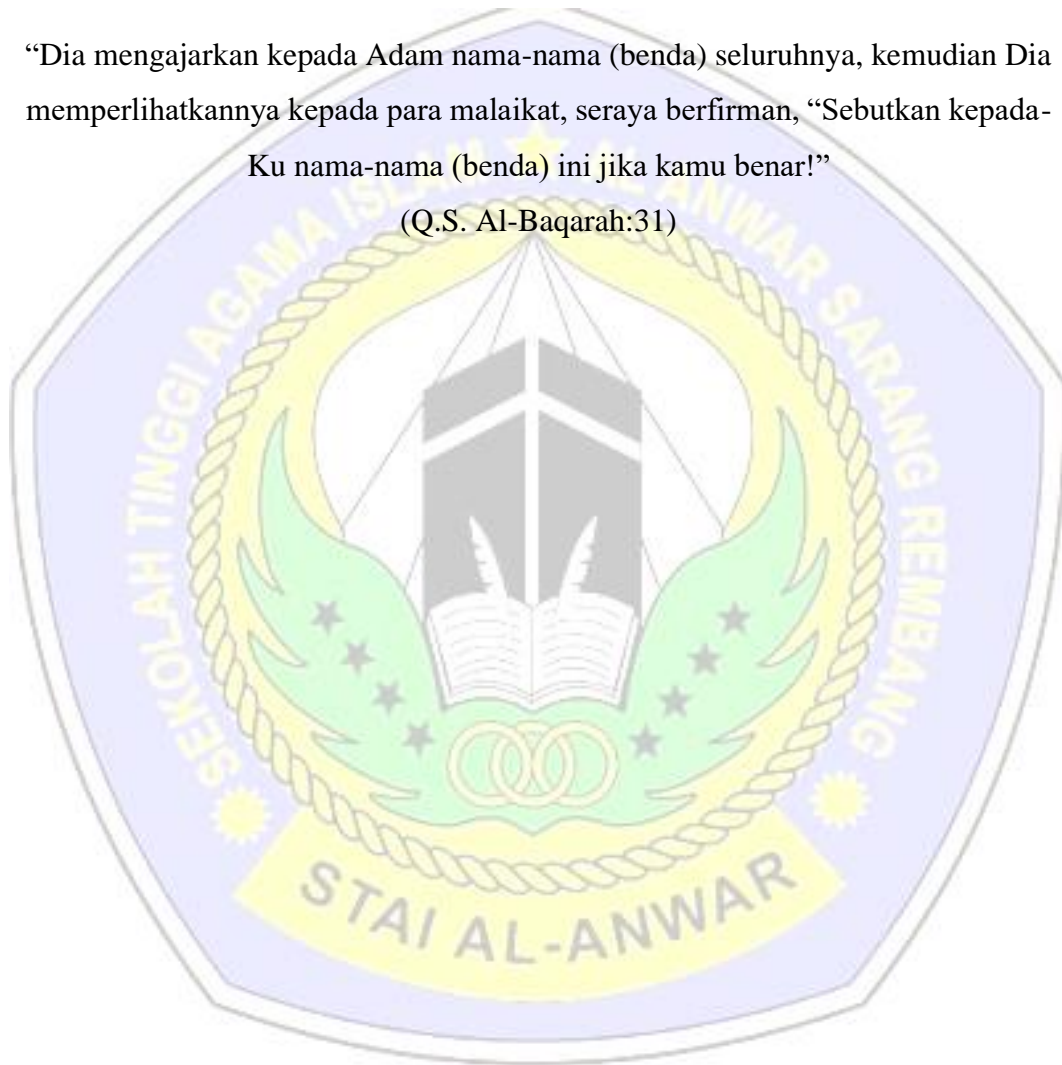 “Dia mengajarkan kepada Adam nama-nama (benda) seluruhnya, kemudian Dia
memperlihatkannya kepada para malaikat, seraya berfirman, “Sebutkan kepada-
Ku nama-nama (benda) ini jika kamu benar!”
(Q.S. Al-Baqarah:31)
SEKOLAH TINGGI AGAMA ISLAM AL ANWAR SARANG REMBANG
STAI AL-ANWAR